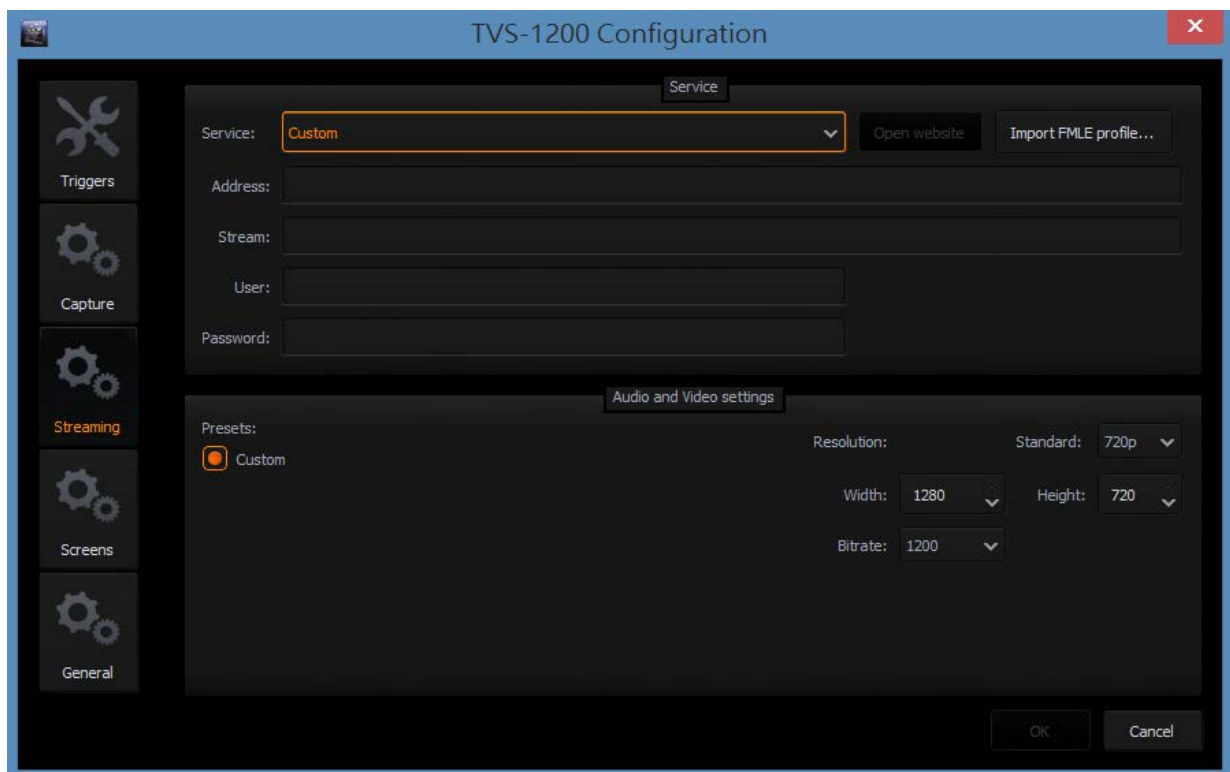 TVS-1200 Configuration
Service
Service: Custom Open website Import FMLE profile...
Triggers
Address:
Stream:
User:
Capture
Password:
Audio and Video settings
Streaming
Presets:
Custom
Resolution: Standard: 720p
Width: 1280 Height: 720
Bitrate: 1200
Screens
General
OK Cancel